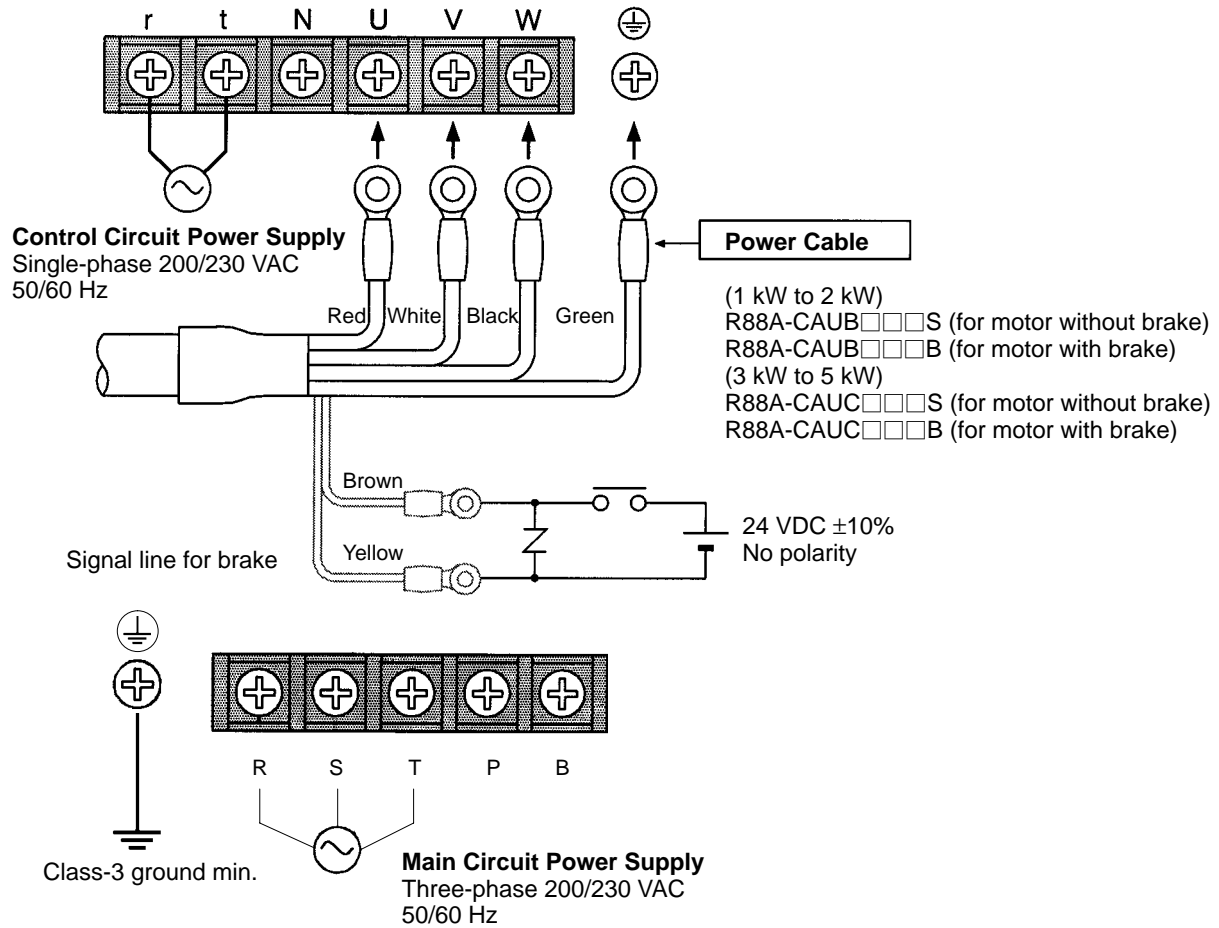 r t N U V W
Control Circuit Power Supply
Single-phase 200/230 VAC
50/60 Hz
Power Cable
Red White Black Green
(1 kW to 2 kW)
R88A-CAUB□□□S (for motor without brake)
R88A-CAUB□□□B (for motor with brake)
(3 kW to 5 kW)
R88A-CAUC□□□S (for motor without brake)
R88A-CAUC□□□B (for motor with brake)
Brown
24 VDC ±10%
No polarity
Yellow
Signal line for brake
R S T P B
Class-3 ground min.
Main Circuit Power Supply
Three-phase 200/230 VAC
50/60 Hz